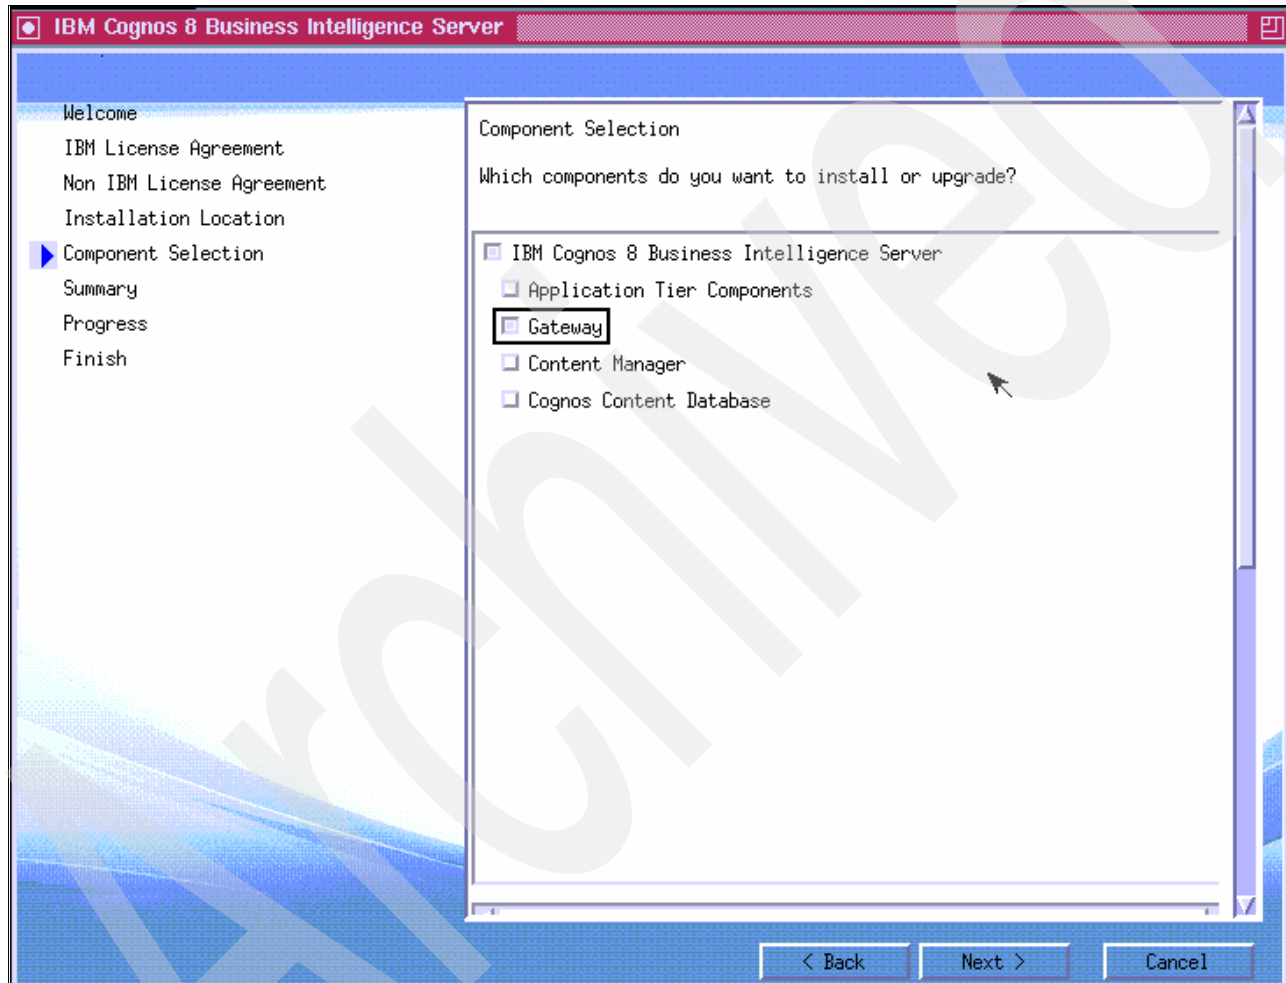 IBM Cognos 8 Business Intelligence Server
Welcome
IBM License Agreement
Non IBM License Agreement
Installation Location
Component Selection
Summary
Progress
Finish
Component Selection
Which components do you want to install or upgrade?
IBM Cognos 8 Business Intelligence Server
Application Tier Components
Gateway
Content Manager
Cognos Content Database
< Back
Next >
Cancel
Archived